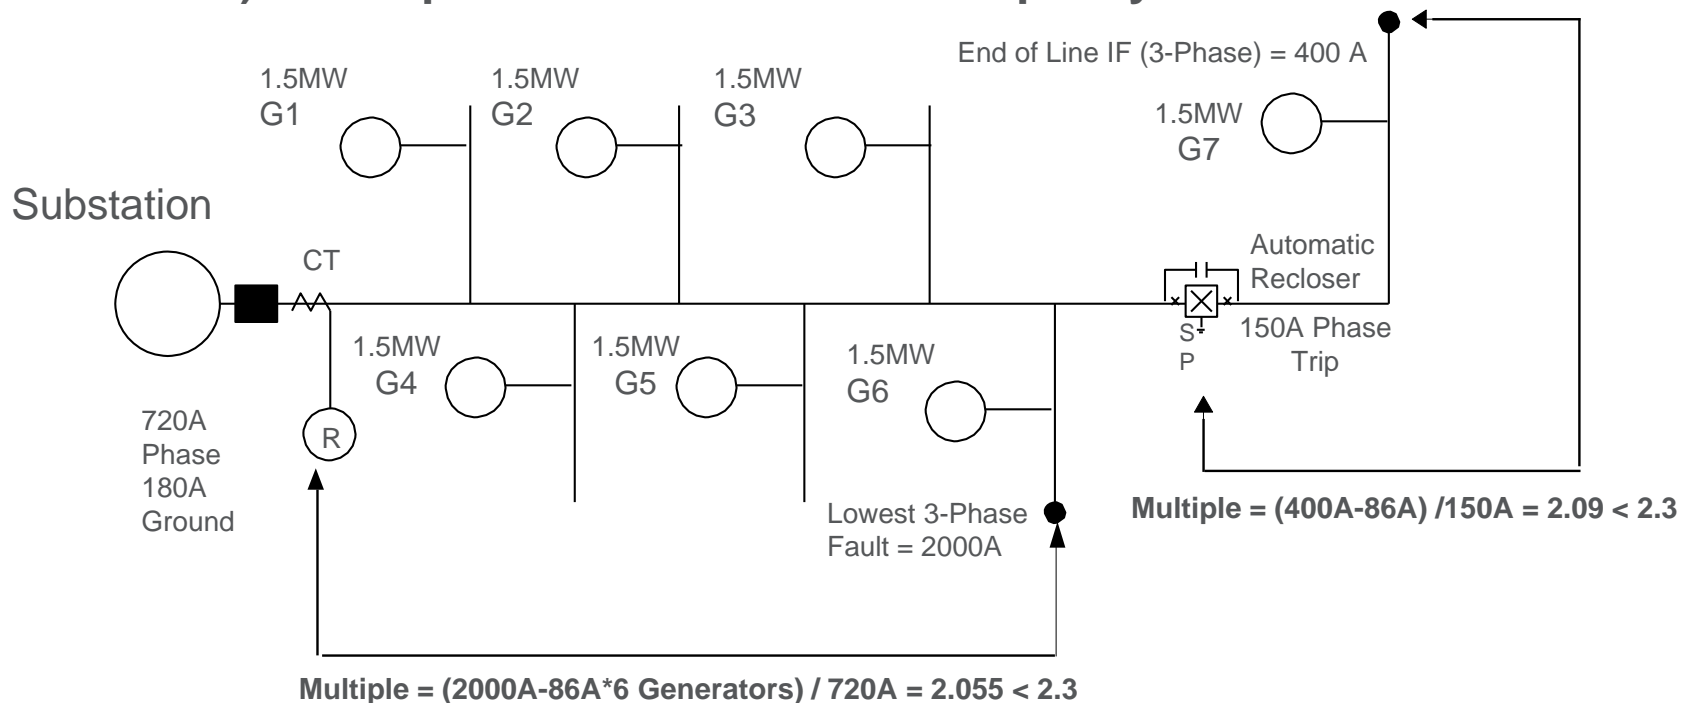 End of Line IF (3-Phase) = 400 A
1.5MW
G1
1.5MW
G2
1.5MW
G3
1.5MW
G7
Substation
CT
Automatic
Recloser
150A Phase
Trip
S
P
1.5MW
G4
1.5MW
G5
1.5MW
G6
720A
Phase
180A
Ground
R
Lowest 3-Phase
Fault = 2000A
Multiple = (400A-86A) /150A = 2.09 < 2.3
Multiple = (2000A-86A*6 Generators) / 720A = 2.055 < 2.3